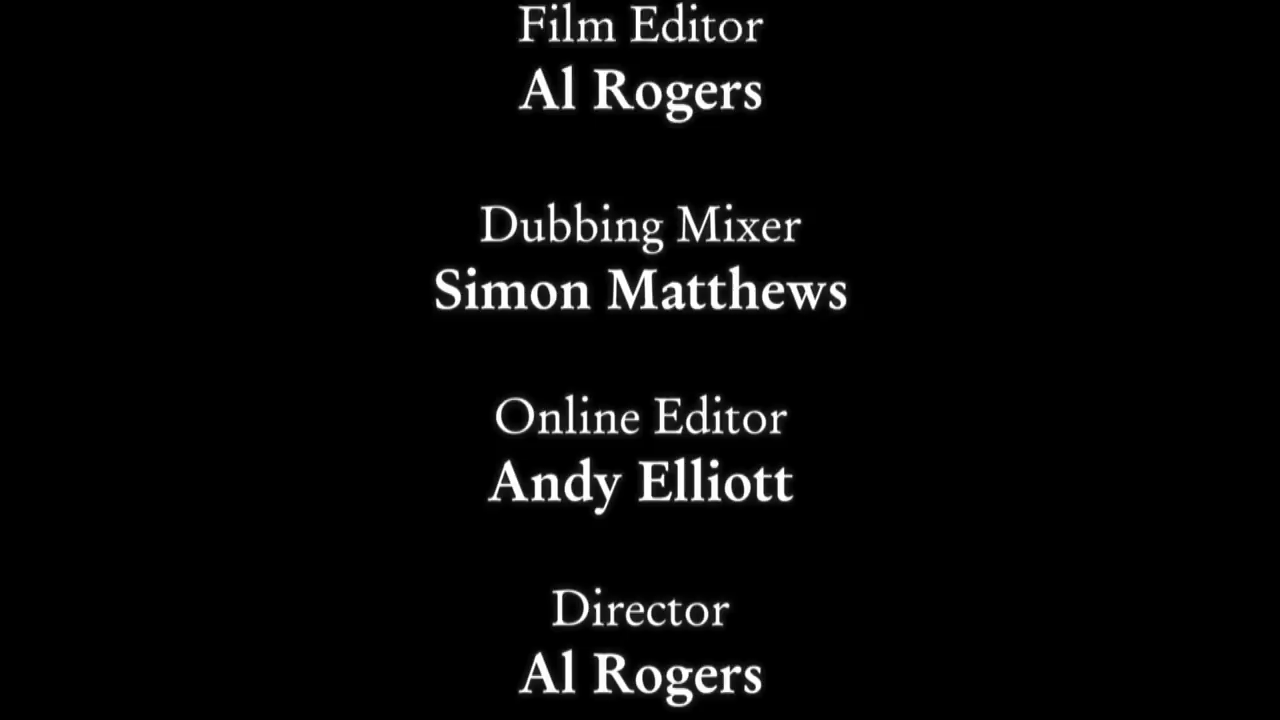 Film Editor
Al Rogers
Dubbing Mixer
Simon Matthews
Online Editor
Andy Elliott
Director
Al Rogers